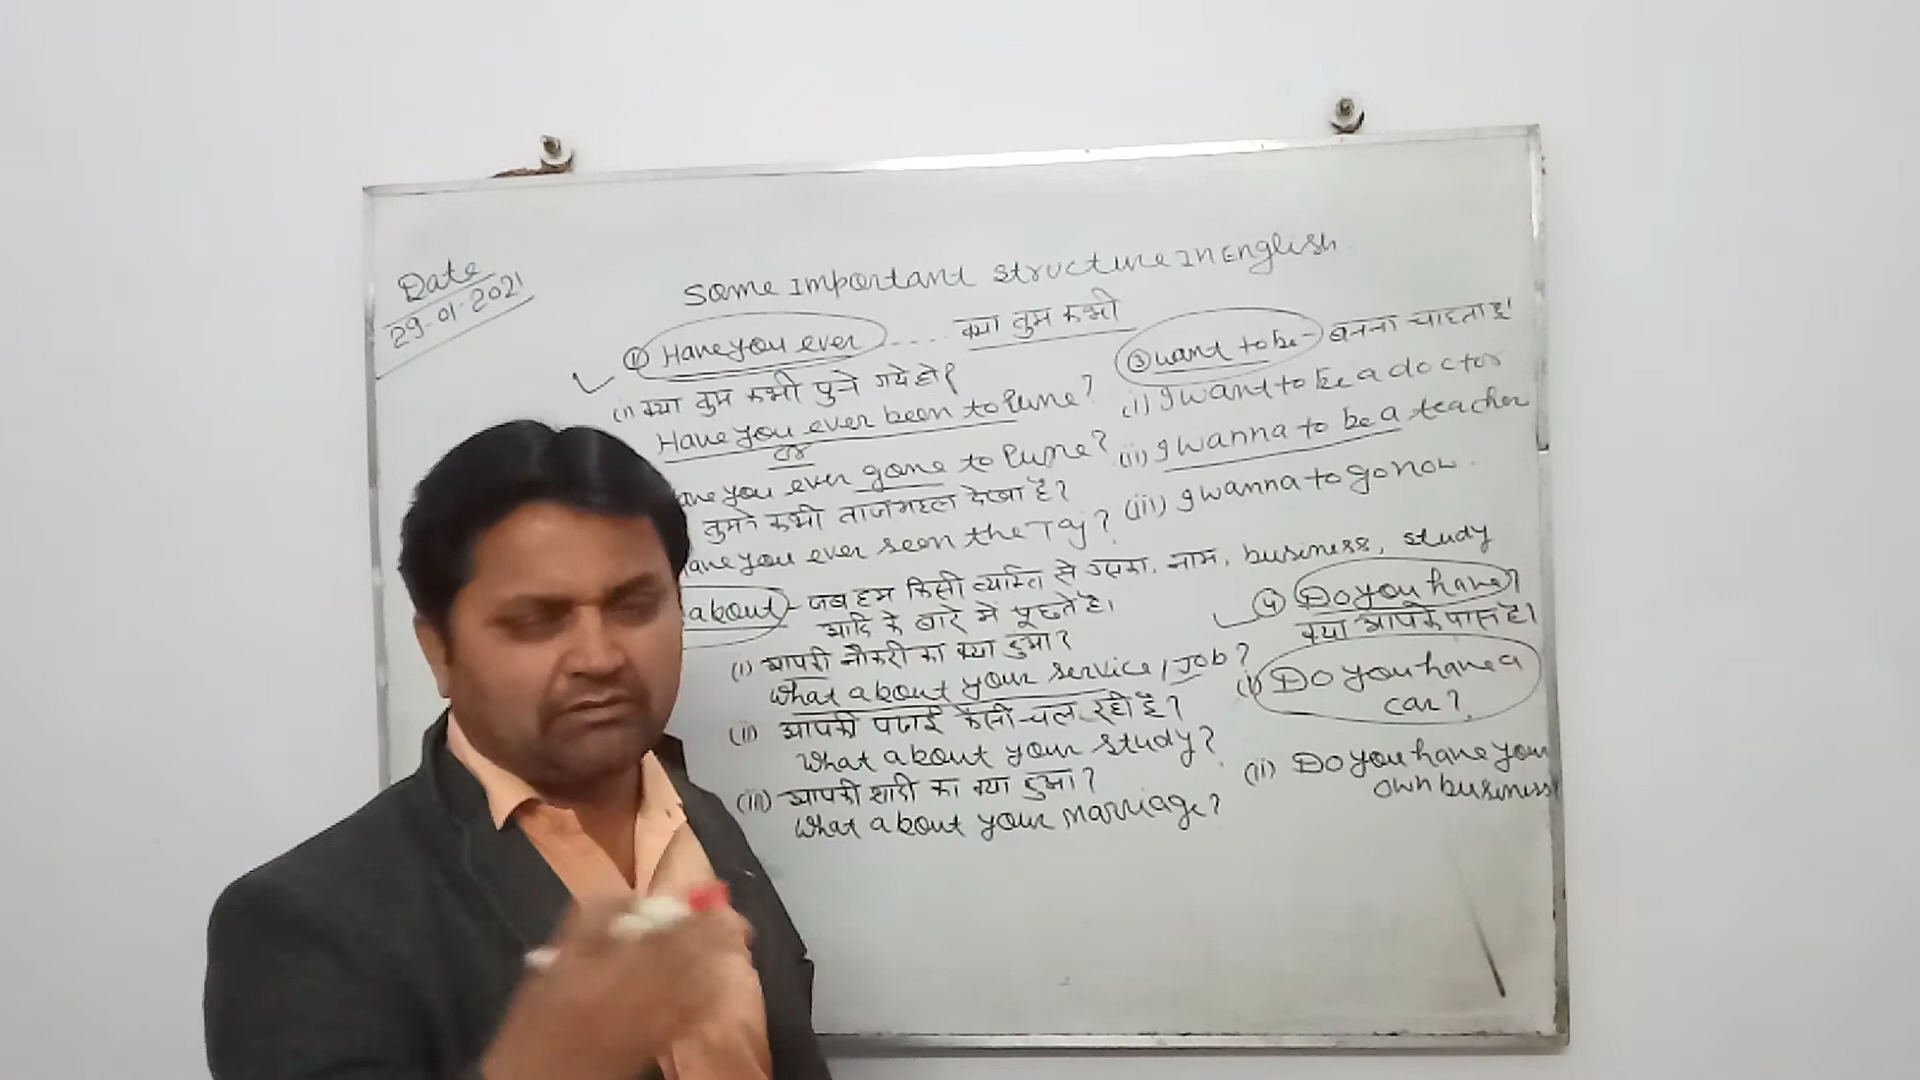 Date
29-01-2021
Some Important Structure In English
① Have you ever .... क्या तुम कभी
(i) क्या तुम कभी पुने गये हो?
Have you ever been to Pune?
or
ave you ever gone to Pune?
तुमने कभी ताजमहल देखा है?
ave you ever seen the Taj?
about - जब हम किसी व्यक्ति से उसका, नाम, business, study
आदि के बारे में पूछते है।
(i) आपकी नौकरी का क्या हुआ?
What about your service, Job?
(ii) आपकी पढाई कैसी चल रही है?
What about your study?
(iii) आपकी शादी का क्या हुआ?
What about your marriage?
③ want to be - बनना चाहता हूँ
(i) I want to be a doctor
(ii) I wanna to be a teacher
(iii) I wanna to go now.
④ Do you have?
क्या आपके पास है।
(i) Do you have a
car?
(ii) Do you have your
own business?